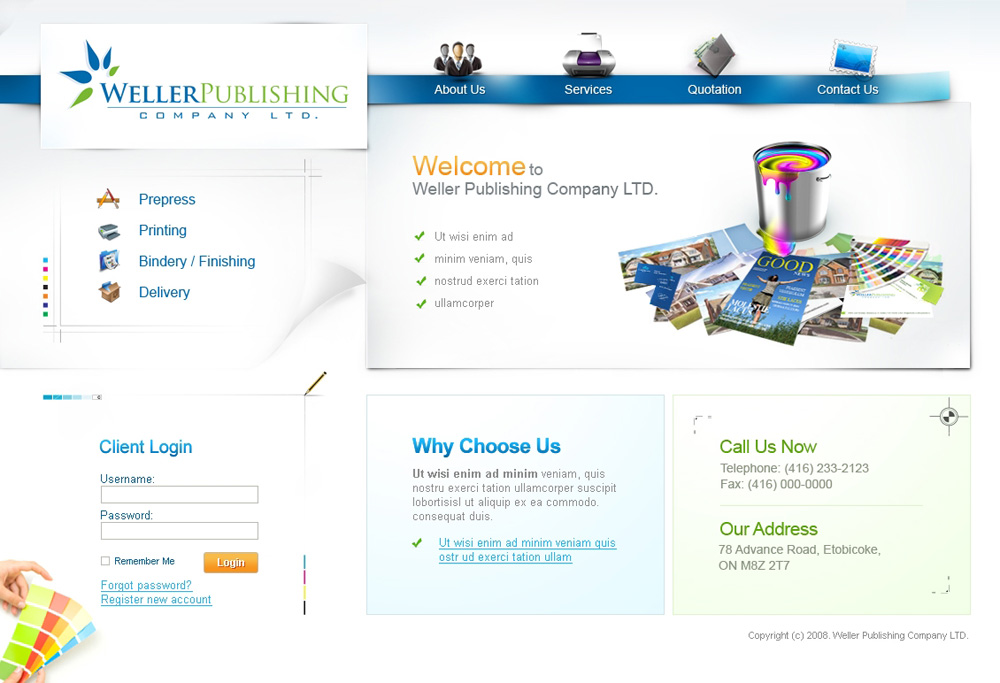 WELLERPUBLISHING
COMPANY LTD.
About Us
Services
Quotation
Contact Us
Prepress
Printing
Bindery / Finishing
Delivery
Welcome to
Weller Publishing Company LTD.
Ut wisi enim ad
minim veniam, quis
nostrud exerci tation
ullamcorper
GOOD
Client Login
Username:
Password:
Remember Me
Login
Forgot password?
Register new account
Why Choose Us
Ut wisi enim ad minim veniam, quis
nostru exerci tation ullamcorper suscipit
lobortisisl ut aliquip ex ea commodo.
consequat duis.
Ut wisi enim ad minim veniam quis
ostr ud exerci tation ullam
Call Us Now
Telephone: (416) 233-2123
Fax: (416) 000-0000
Our Address
78 Advance Road, Etobicoke,
ON M8Z 2T7
Copyright (c) 2008. Weller Publishing Company LTD.